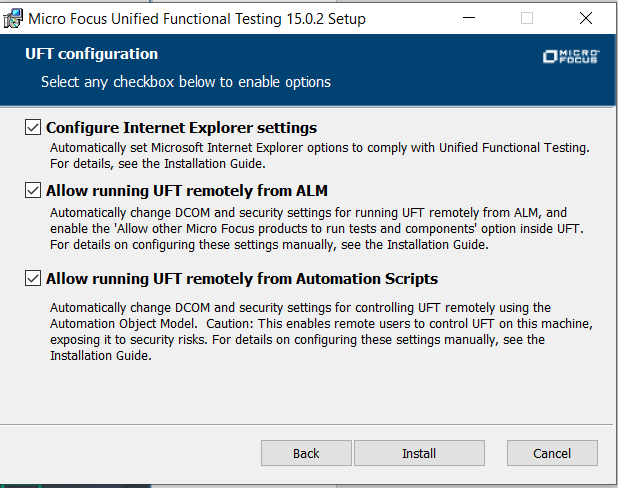 Micro Focus Unified Functional Testing 15.0.2 Setup
UFT configuration
Select any checkbox below to enable options
MICRO
FOCUS
Configure Internet Explorer settings
Automatically set Microsoft Internet Explorer options to comply with Unified Functional Testing.
For details, see the Installation Guide.
Allow running UFT remotely from ALM
Automatically change DCOM and security settings for running UFT remotely from ALM, and
enable the 'Allow other Micro Focus products to run tests and components' option inside UFT.
For details on configuring these settings manually, see the Installation Guide.
Allow running UFT remotely from Automation Scripts
Automatically change DCOM and security settings for controlling UFT remotely using the
Automation Object Model.  Caution: This enables remote users to control UFT on this machine,
exposing it to security risks. For details on configuring these settings manually, see the
Installation Guide.
Back
Install
Cancel